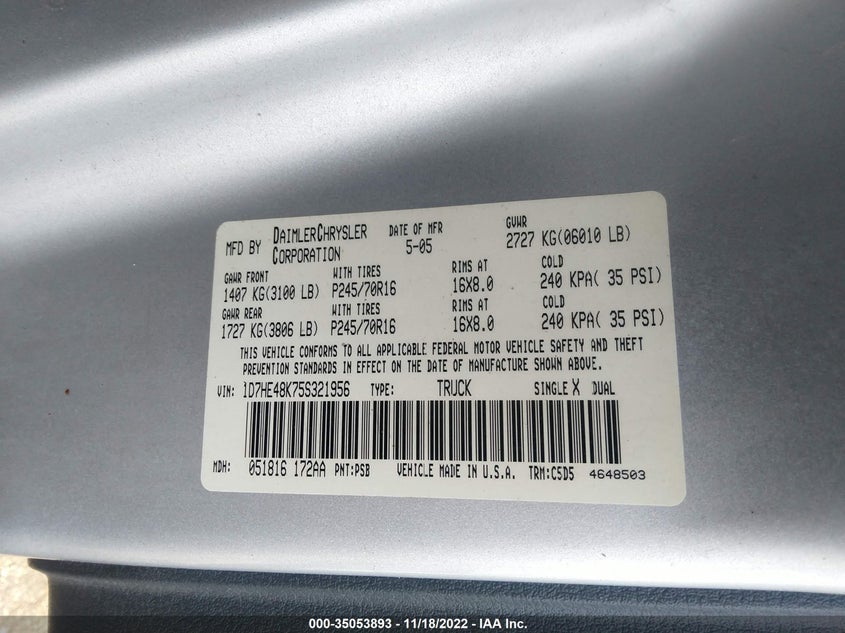 MFD BY DAIMLERCHRYSLER CORPORATION DATE OF MFR 5-05 GVWR 2727 KG(06010 LB)
GAWR FRONT WITH TIRES RIMS AT COLD
1407 KG(3100 LB) P245/70R16 16X8.0 240 KPA( 35 PSI)
GAWR REAR WITH TIRES RIMS AT COLD
1727 KG(3806 LB) P245/70R16 16X8.0 240 KPA( 35 PSI)
THIS VEHICLE CONFORMS TO ALL APPLICABLE FEDERAL MOTOR VEHICLE SAFETY AND THEFT
PREVENTION STANDARDS IN EFFECT ON THE DATE OF MANUFACTURE SHOWN ABOVE.
VIN: 1D7HE48K75S321956 TYPE: TRUCK SINGLE X DUAL
MDH: 051816 172AA PNT:PSB VEHICLE MADE IN U.S.A. TRM:C5D5 4648503
000-35053893 - 11/18/2022 - IAA Inc.